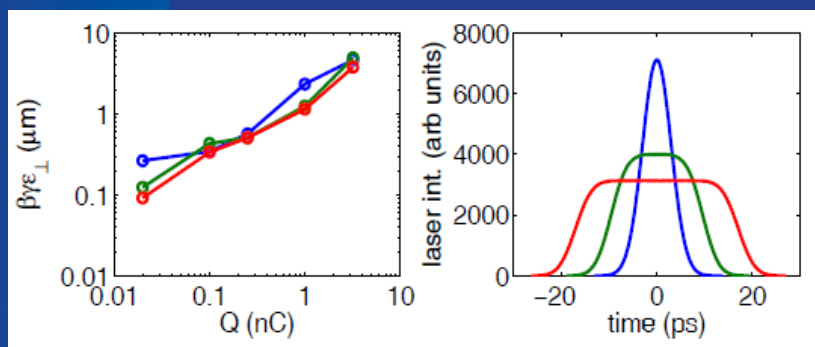 βγε⊥ (μm)
10
1
0.1
0.01
0.01 0.1 1 10
Q (nC)
laser int. (arb units)
8000
6000
4000
2000
0
−20 0 20
time (ps)